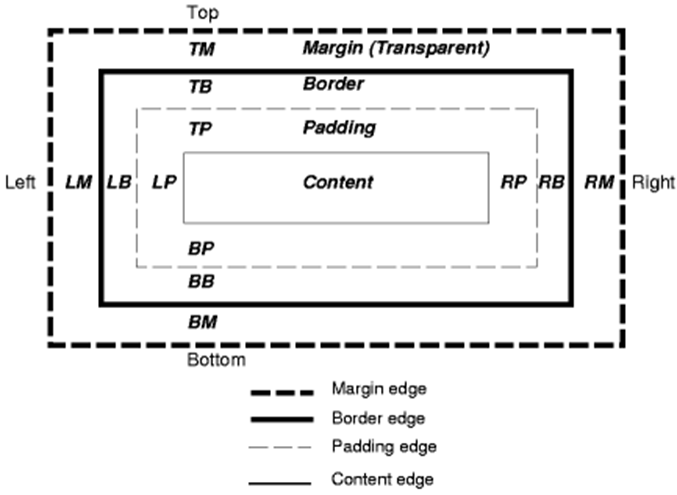 Top
TM Margin (Transparent)
TB Border
TP Padding
Left LM LB LP Content RP RB RM Right
BP
BB
BM
Bottom
Margin edge
Border edge
Padding edge
Content edge